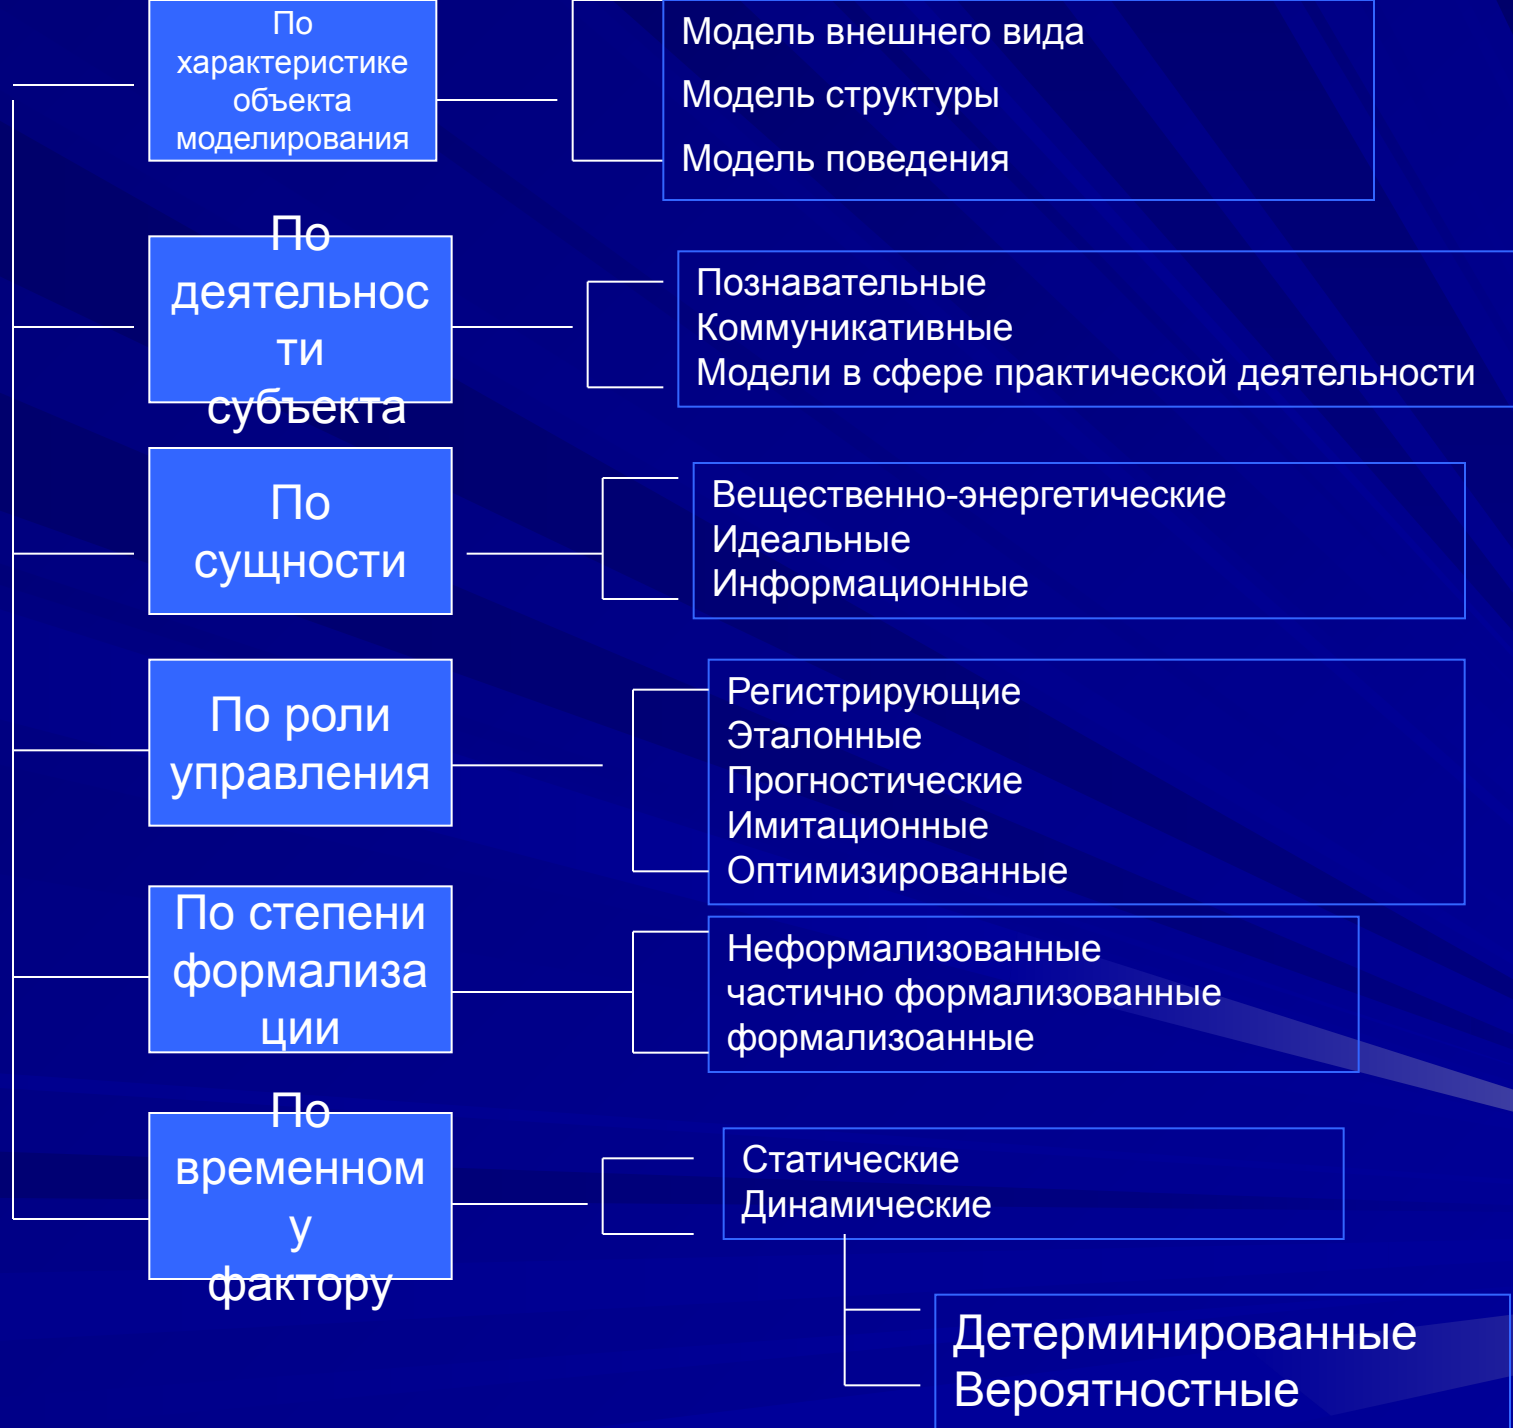 По
характеристике
объекта
моделирования
Модель внешнего вида
Модель структуры
Модель поведения
По
деятельнос
ти
субъекта
Познавательные
Коммуникативные
Модели в сфере практической деятельности
По
сущности
Вещественно-энергетические
Идеальные
Информационные
По роли
управления
Регистрирующие
Эталонные
Прогностические
Имитационные
Оптимизированные
По степени
формализа
ции
Неформализованные
частично формализованные
формализоанные
По
временном
у
фактору
Статические
Динамические
Детерминированные
Вероятностные